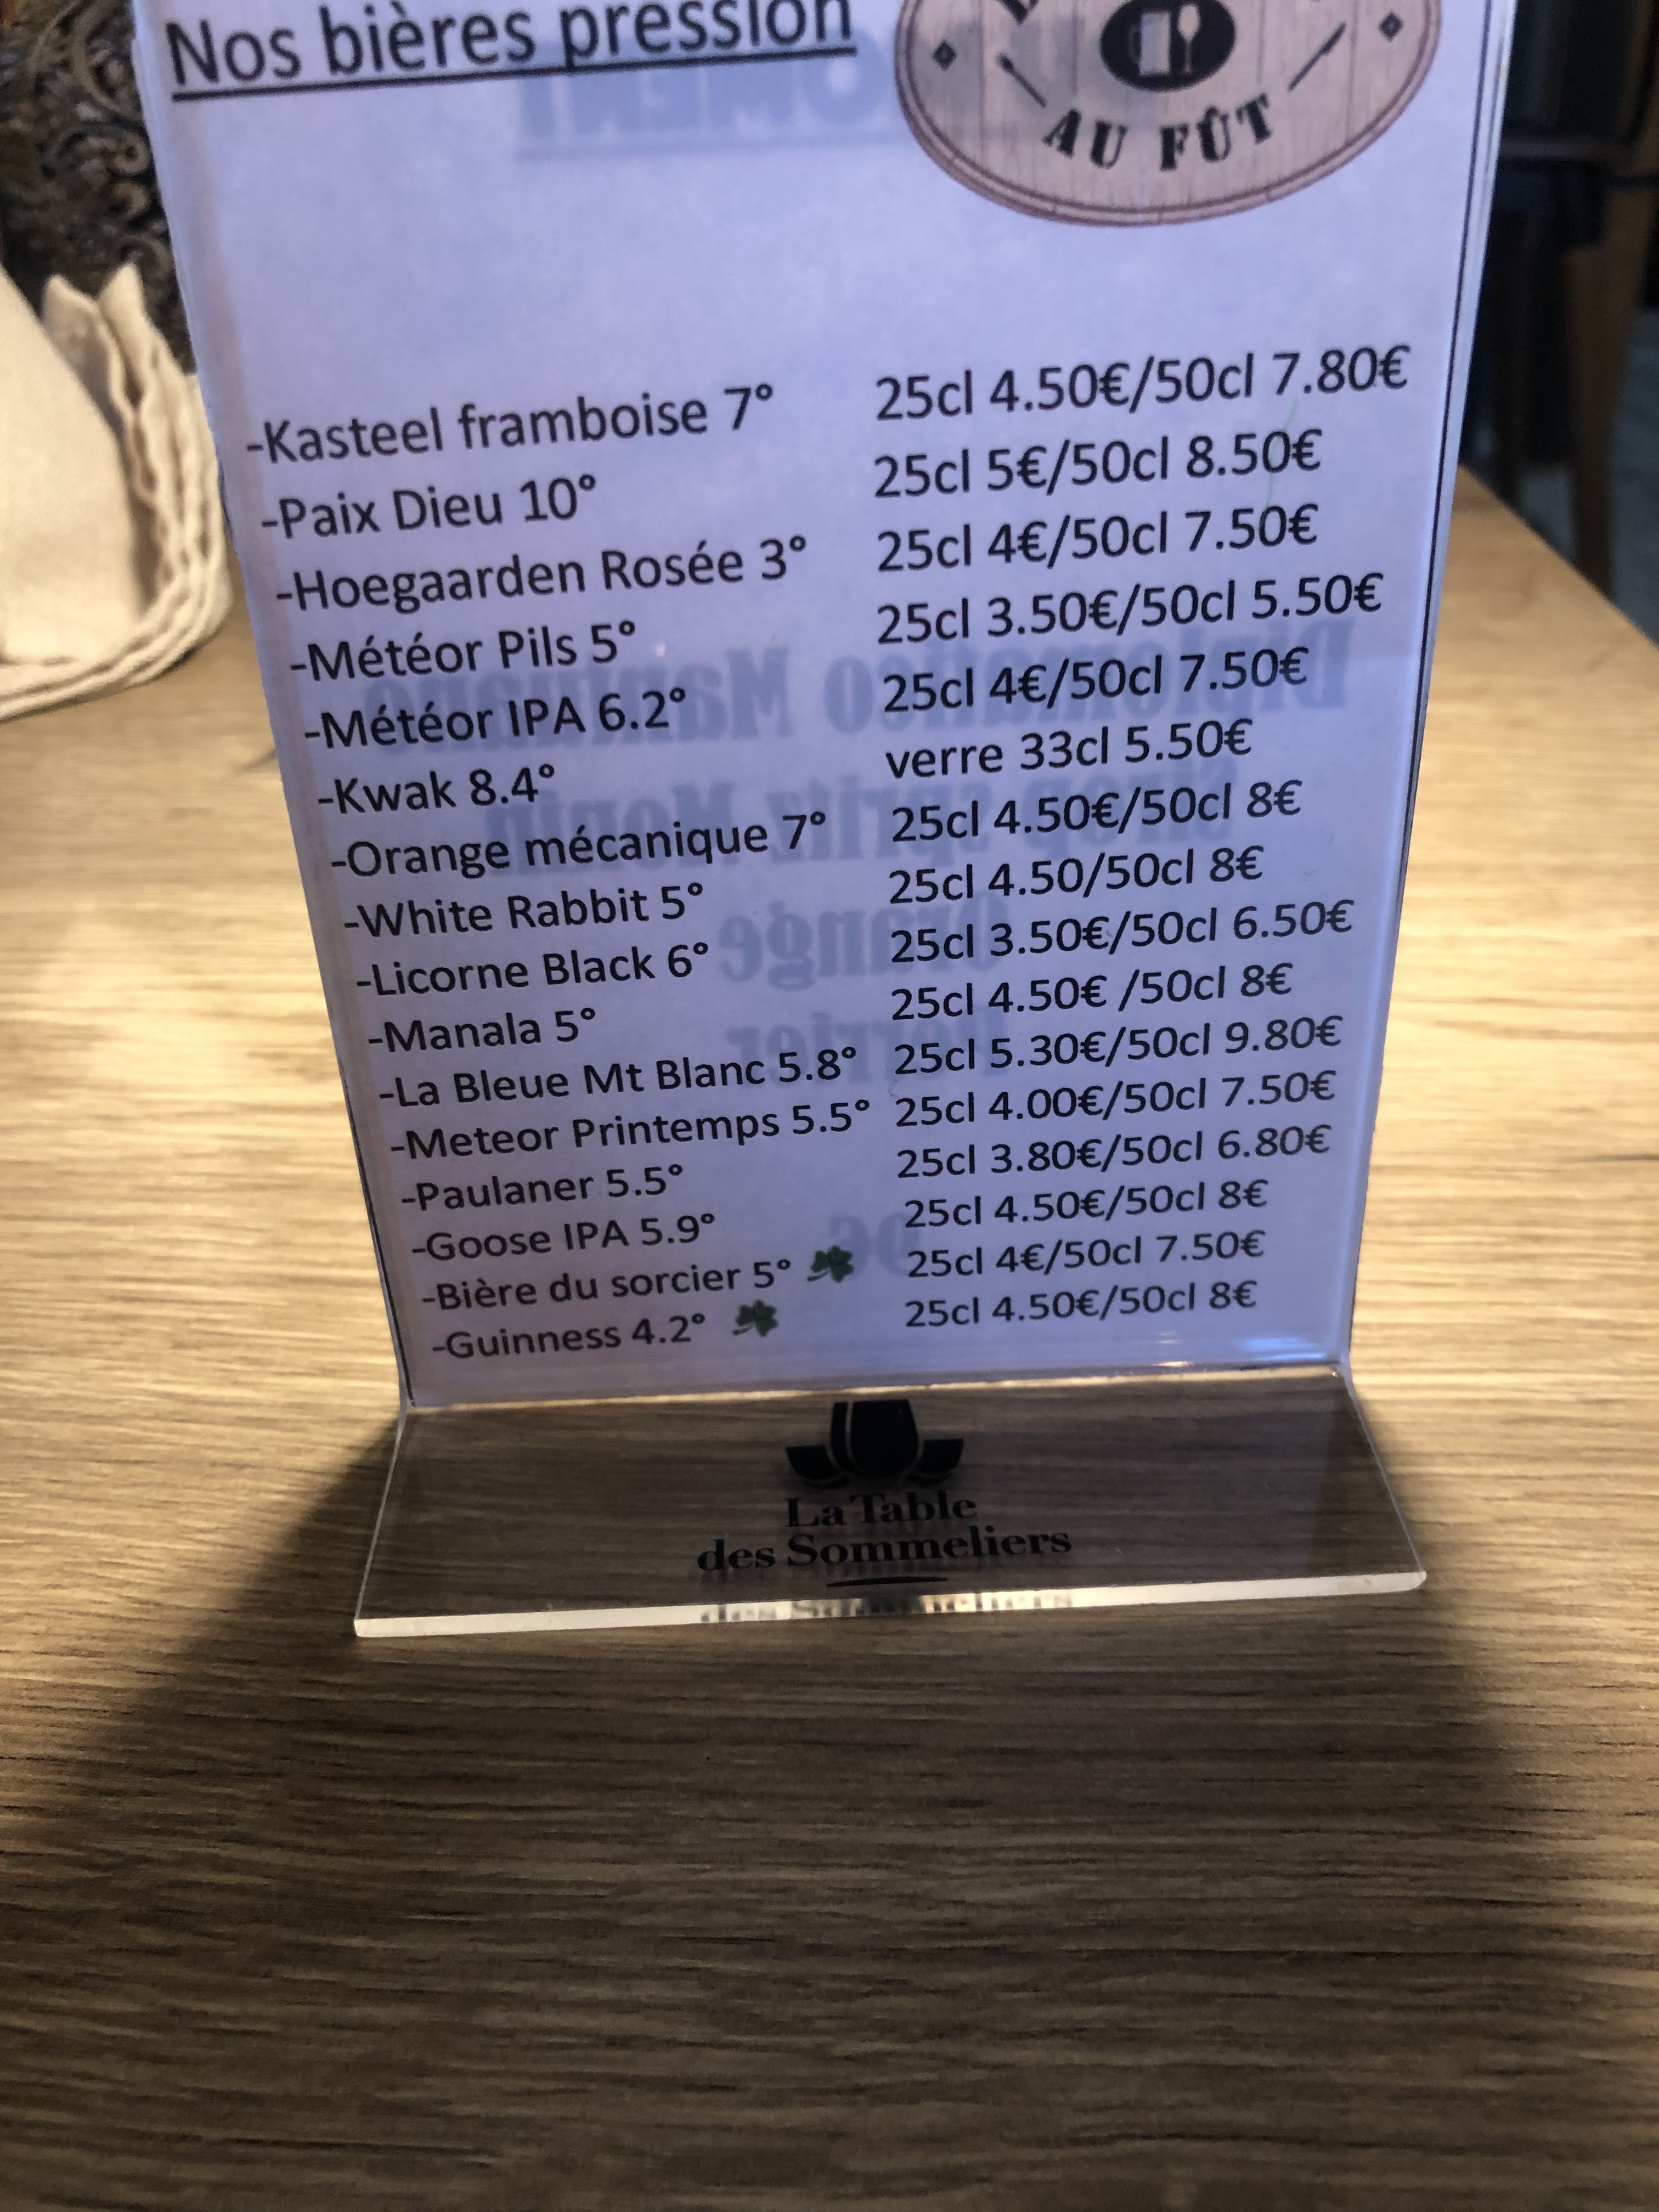 Nos bières pression
AU FÛT
-Kasteel framboise 7° 25cl 4.50€/50cl 7.80€
-Paix Dieu 10° 25cl 5€/50cl 8.50€
-Hoegaarden Rosée 3° 25cl 4€/50cl 7.50€
-Météor Pils 5° 25cl 3.50€/50cl 5.50€
-Météor IPA 6.2° 25cl 4€/50cl 7.50€
-Kwak 8.4° verre 33cl 5.50€
-Orange mécanique 7° 25cl 4.50€/50cl 8€
-White Rabbit 5° 25cl 4.50/50cl 8€
-Licorne Black 6° 25cl 3.50€/50cl 6.50€
-Manala 5° 25cl 4.50€ /50cl 8€
-La Bleue Mt Blanc 5.8° 25cl 5.30€/50cl 9.80€
-Meteor Printemps 5.5° 25cl 4.00€/50cl 7.50€
-Paulaner 5.5° 25cl 3.80€/50cl 6.80€
-Goose IPA 5.9° 25cl 4.50€/50cl 8€
-Bière du sorcier 5° 25cl 4€/50cl 7.50€
-Guinness 4.2° 25cl 4.50€/50cl 8€
La Table
des Sommeliers